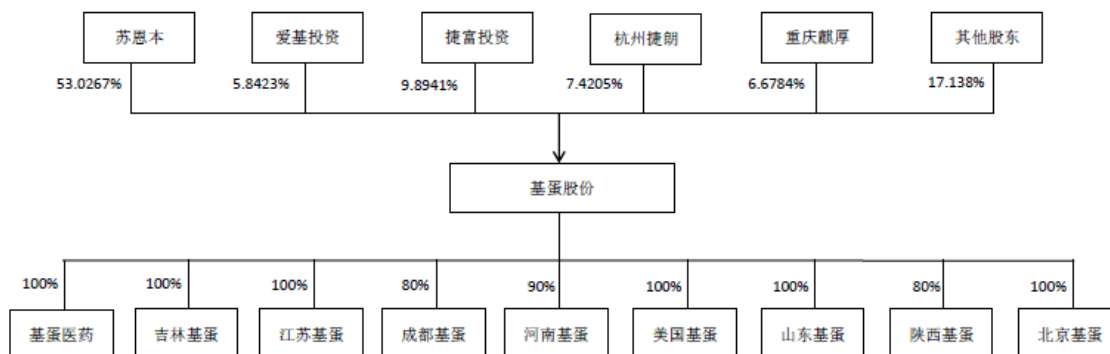 苏恩本
爱基投资
捷富投资
杭州捷朗
重庆麒厚
其他股东
53.0267%
5.8423%
9.8941%
7.4205%
6.6784%
17.138%
基蛋股份
100%
100%
100%
80%
90%
100%
100%
80%
100%
基蛋医药
吉林基蛋
江苏基蛋
成都基蛋
河南基蛋
美国基蛋
山东基蛋
陕西基蛋
北京基蛋